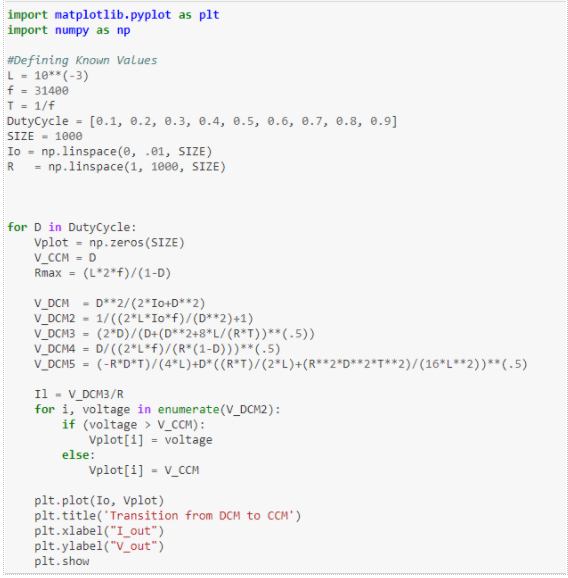 import matplotlib.pyplot as plt
import numpy as np
#Defining Known Values
L = 10**(-3)
f = 31400
T = 1/f
DutyCycle = [0.1, 0.2, 0.3, 0.4, 0.5, 0.6, 0.7, 0.8, 0.9]
SIZE = 1000
Io = np.linspace(0, .01, SIZE)
R   = np.linspace(1, 1000, SIZE)
for D in DutyCycle:
    Vplot = np.zeros(SIZE)
    V_CCM = D
    Rmax = (L*2*f)/(1-D)
    V_DCM  = D**2/(2*Io+D**2)
    V_DCM2 = 1/((2*L*Io*f)/(D**2)+1)
    V_DCM3 = (2*D)/(D+(D**2+8*L/(R*T))**(.5))
    V_DCM4 = D/((2*L*f)/(R*(1-D)))**(.5)
    V_DCM5 = (-R*D*T)/(4*L)+D*((R*T)/(2*L)+(R**2*D**2*T**2)/(16*L**2))**(.5)
    Il = V_DCM3/R
    for i, voltage in enumerate(V_DCM2):
        if (voltage > V_CCM):
            Vplot[i] = voltage
        else:
            Vplot[i] = V_CCM
    plt.plot(Io, Vplot)
    plt.title('Transition from DCM to CCM')
    plt.xlabel("I_out")
    plt.ylabel("V_out")
    plt.show